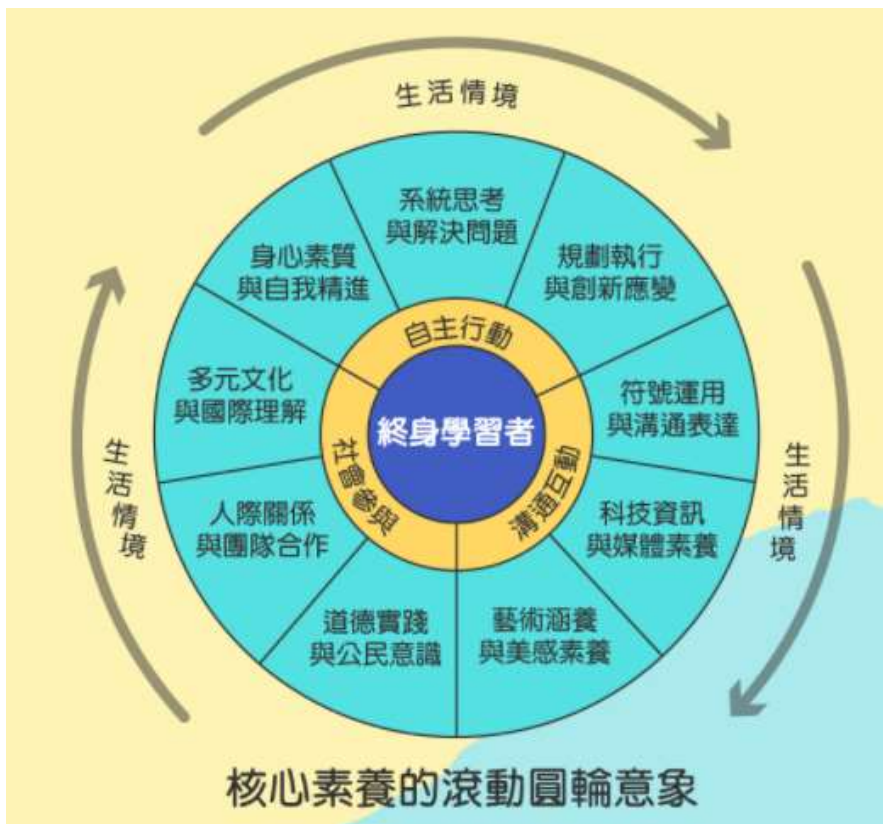 生活情境
系統思考
與解決問題
規劃執行
與創新應變
符號運用
與溝通表達
科技資訊
與媒體素養
藝術涵養
與美感素養
道德實踐
與公民意識
人際關係
與團隊合作
多元文化
與國際理解
身心素質
與自我精進
自主行動
溝通互動
社會參與
終身學習者
生活情境
生活情境
核心素養的滾動圓輪意象